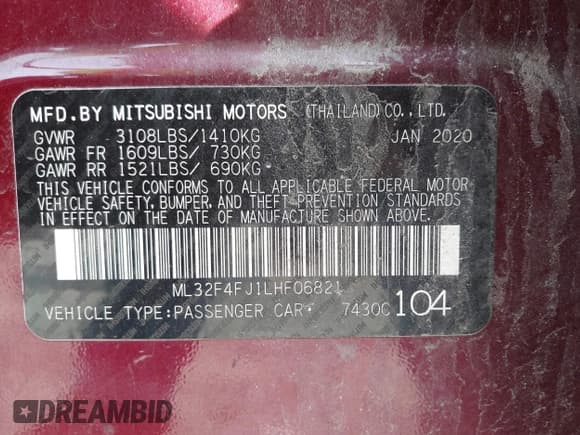 MFD.BY MITSUBISHI MOTORS (THAILAND)CO.,LTD.
GVWR 3108LBS/1410KG JAN 2020
GAWR FR 1609LBS/ 730KG
GAWR RR 1521LBS/ 690KG
THIS VEHICLE CONFORMS TO ALL APPLICABLE FEDERAL MOTOR
VEHICLE SAFETY, BUMPER, AND THEFT PREVENTION STANDARDS
IN EFFECT ON THE DATE OF MANUFACTURE SHOWN ABOVE.
ML32F4FJ1LHF06821
VEHICLE TYPE:PASSENGER CAR 7430C 104
DREAMBID